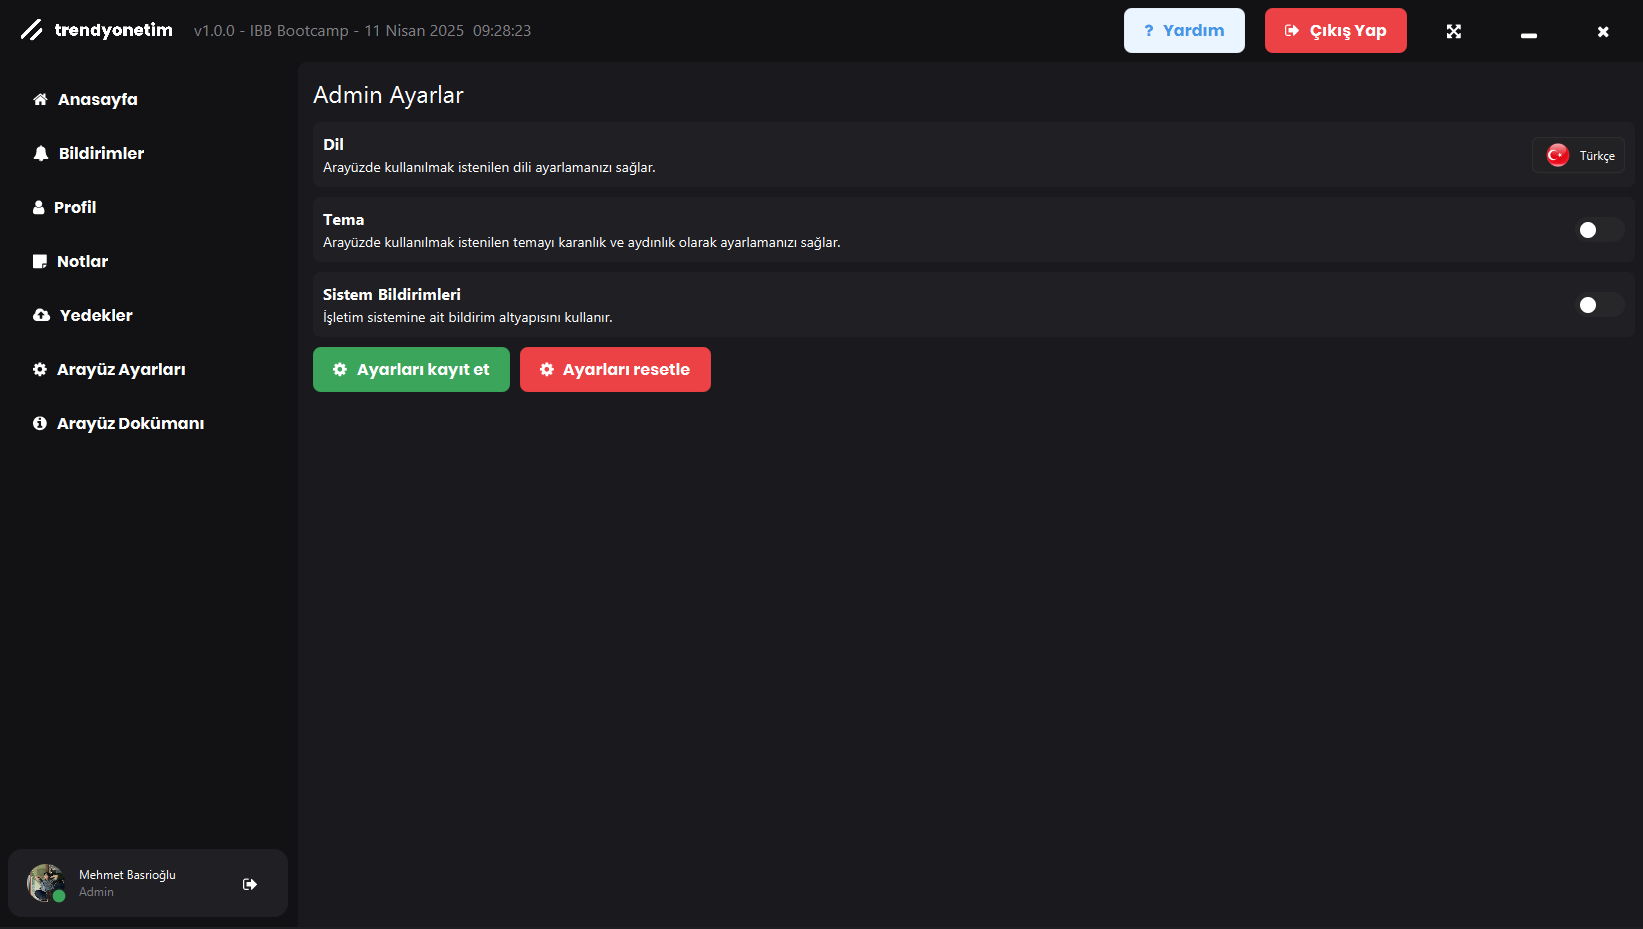 trendyonetim v1.0.0 - IBB Bootcamp - 11 Nisan 2025 09:28:23
? Yardım
Çıkış Yap
Anasayfa
Bildirimler
Profil
Notlar
Yedekler
Arayüz Ayarları
Arayüz Dokümanı
Mehmet Basrioğlu
Admin
Admin Ayarlar
Dil
Arayüzde kullanılmak istenilen dili ayarlamanızı sağlar.
Türkçe
Tema
Arayüzde kullanılmak istenilen temayı karanlık ve aydınlık olarak ayarlamanızı sağlar.
Sistem Bildirimleri
İşletim sistemine ait bildirim altyapısını kullanır.
Ayarları kayıt et
Ayarları resetle